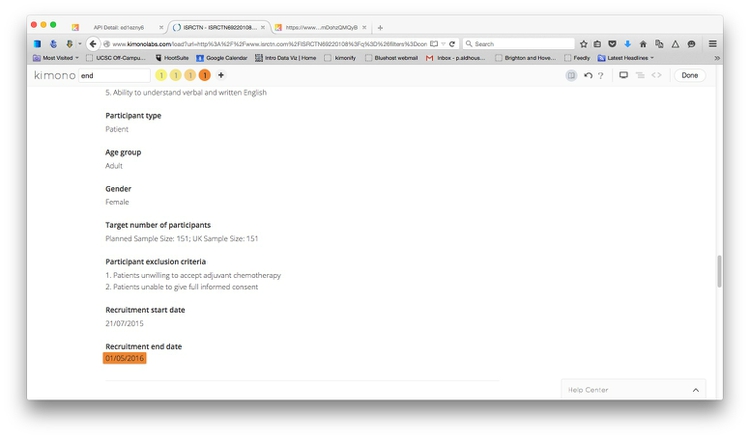 API Detail: ed1ezny8
ISRCTN - ISRCTN69220108...
https://www...
www.kimonolabs.com/load?url=http%3A%2F%2Fwww.isrctn.com%2FISRCTN69220108%3Fq%3D%26filters%3Dcon
Search
Most Visited
UCSC Off-Campu...
HootSuite
Google Calendar
Intro Data Viz | Home
kimonify
Bluehost webmail
Inbox - p.aldhous...
Brighton and Hove...
Feedly
Latest Headlines
kimono
end
1 1 1 1 +
?
Done
5. Ability to understand verbal and written English
Participant type
Patient
Age group
Adult
Gender
Female
Target number of participants
Planned Sample Size: 151; UK Sample Size: 151
Participant exclusion criteria
1. Patients unwilling to accept adjuvant chemotherapy
2. Patients unable to give full informed consent
Recruitment start date
21/07/2015
Recruitment end date
01/05/2016
Help Center